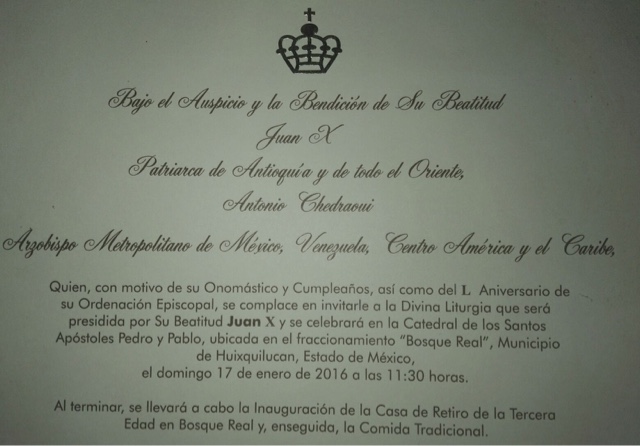 Bajo el Auspicio y la Bendición de Su Beatitud
Juan X
Patriarca de Antioquía y de todo el Oriente,
Antonio Chedraoui
Arzobispo Metropolitano de México, Venezuela, Centro América y el Caribe,
Quien, con motivo de su Onomástico y Cumpleaños, así como del L Aniversario de
su Ordenación Episcopal, se complace en invitarle a la Divina Liturgia que será
presidida por Su Beatitud Juan X y se celebrará en la Catedral de los Santos
Apóstoles Pedro y Pablo, ubicada en el fraccionamiento "Bosque Real", Municipio
de Huixquilucan, Estado de México,
el domingo 17 de enero de 2016 a las 11:30 horas.
Al terminar, se llevará a cabo la Inauguración de la Casa de Retiro de la Tercera
Edad en Bosque Real y, enseguida, la Comida Tradicional.